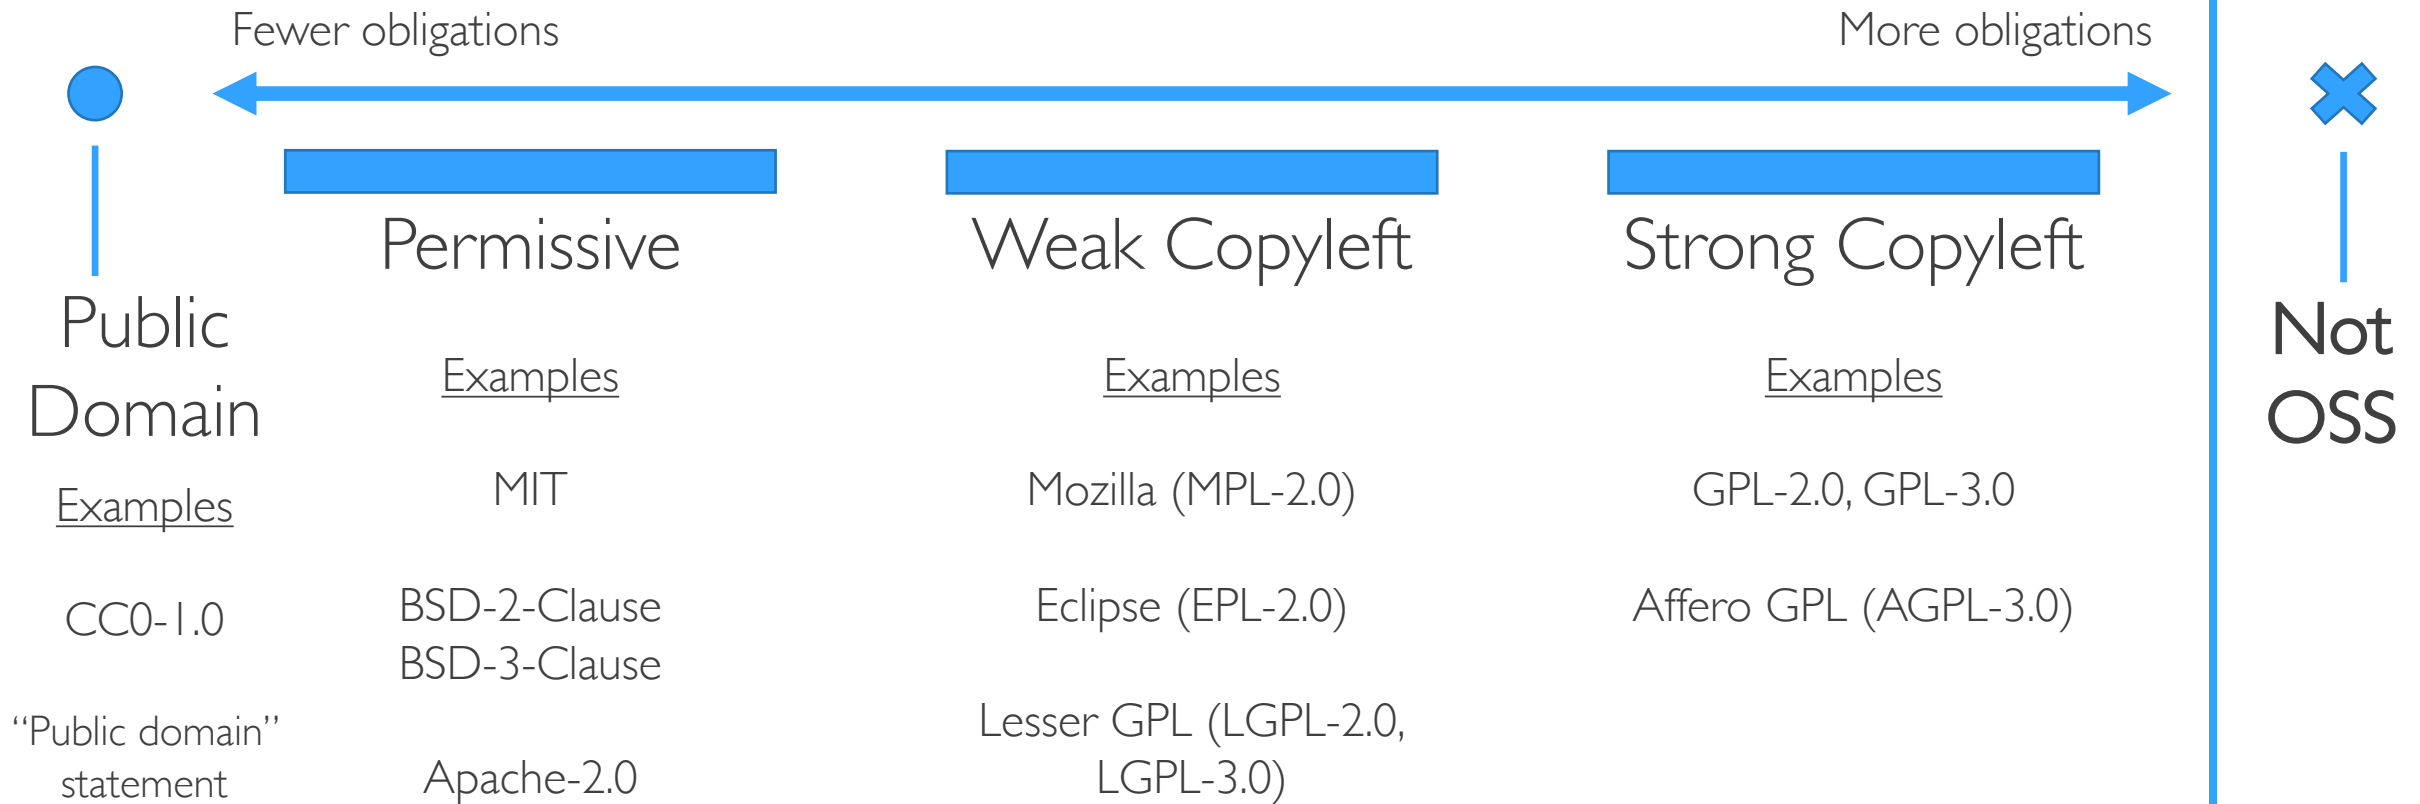 Fewer obligations
More obligations
Public
Domain
Examples
CC0-1.0
“Public domain”
statement
Permissive
Examples
MIT
BSD-2-Clause
BSD-3-Clause
Apache-2.0
Weak Copyleft
Examples
Mozilla (MPL-2.0)
Eclipse (EPL-2.0)
Lesser GPL (LGPL-2.0,
LGPL-3.0)
Strong Copyleft
Examples
GPL-2.0, GPL-3.0
Affero GPL (AGPL-3.0)
Not
OSS